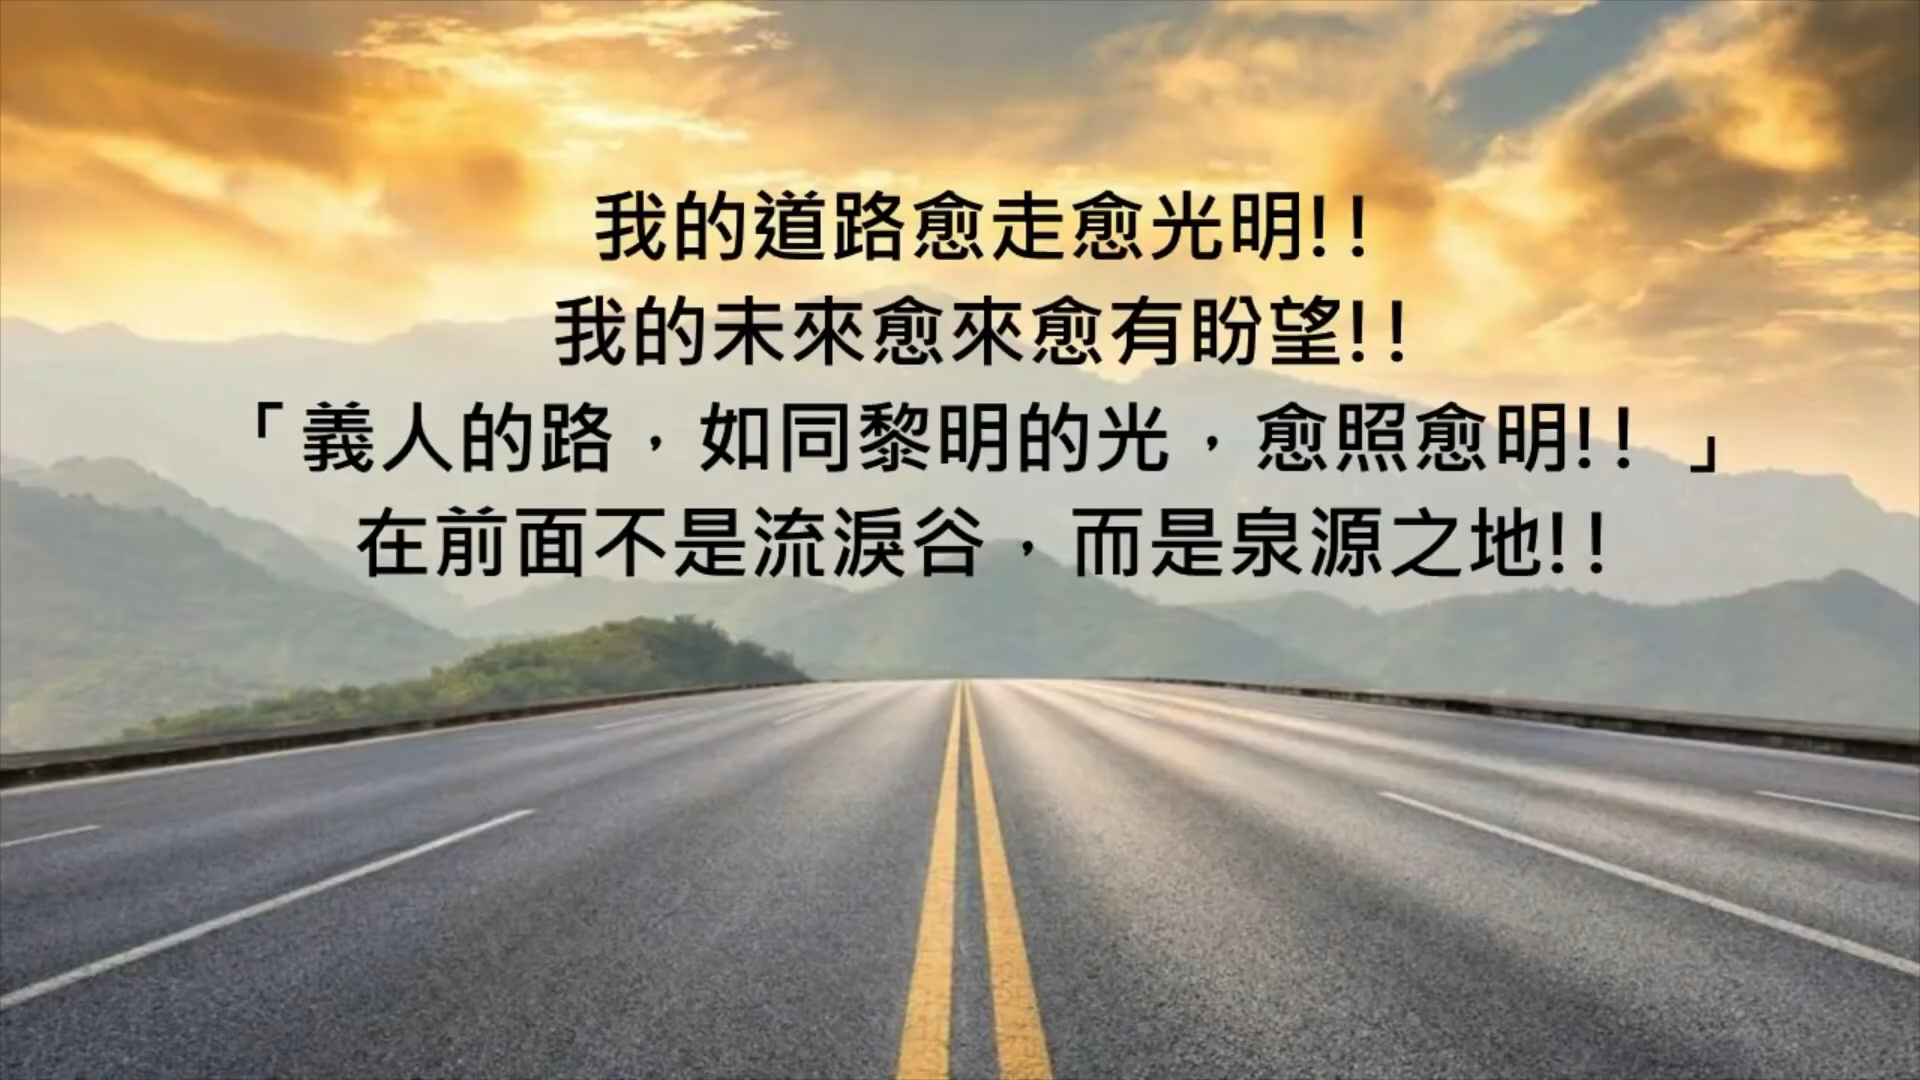 我的道路愈走愈光明!!
我的未來愈來愈有盼望!!
「義人的路，如同黎明的光，愈照愈明!!」
在前面不是流淚谷，而是泉源之地!!